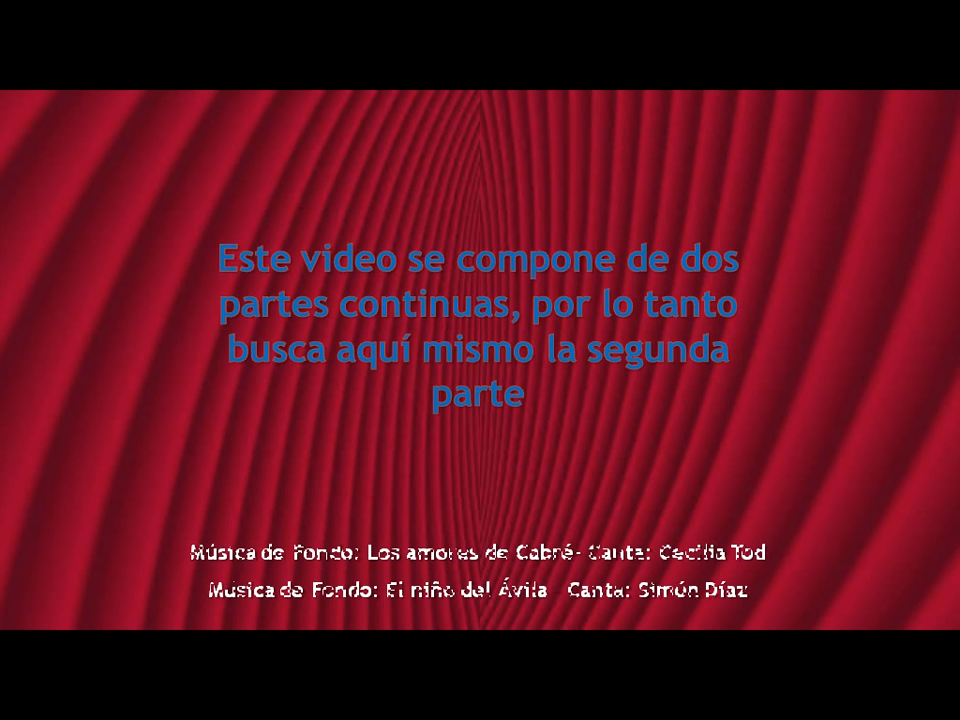 Este video se compone de dos
partes continuas, por lo tanto
busca aquí mismo la segunda
parte
Música de Fondo: Los amores de Cabré- Canta: Cecilia Tod
Música de Fondo: El niño del Ávila - Canta: Simón Díaz